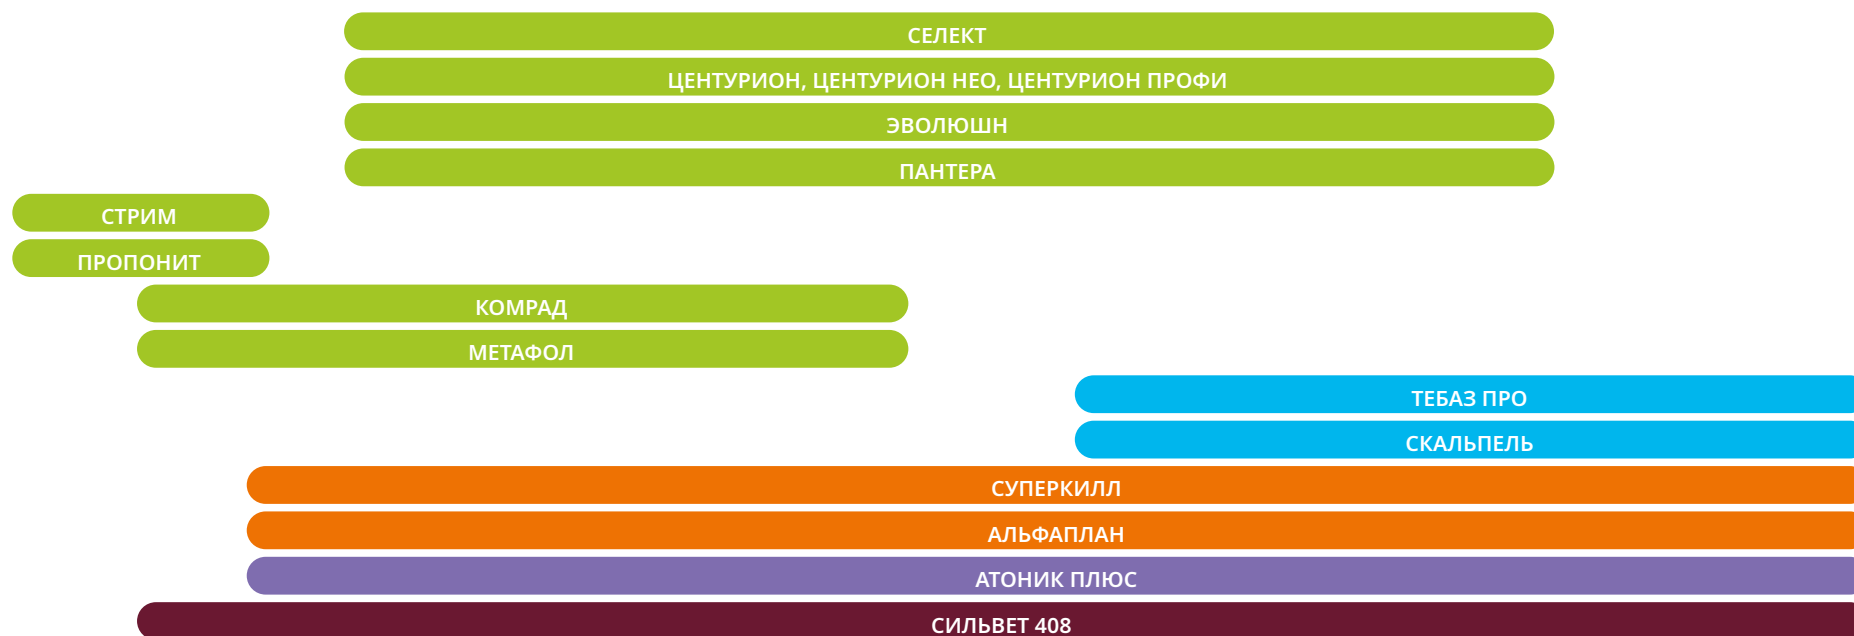 СЕЛЕКТ
ЦЕНТУРИОН, ЦЕНТУРИОН НЕО, ЦЕНТУРИОН ПРОФИ
ЭВОЛЮШН
ПАНТЕРА
СТРИМ
ПРОПОНИТ
КОМРАД
МЕТАФОЛ
ТЕБАЗ ПРО
СКАЛЬПЕЛЬ
СУПЕРКИЛЛ
АЛЬФАПЛАН
АТОНИК ПЛЮС
СИЛЬВЕТ 408